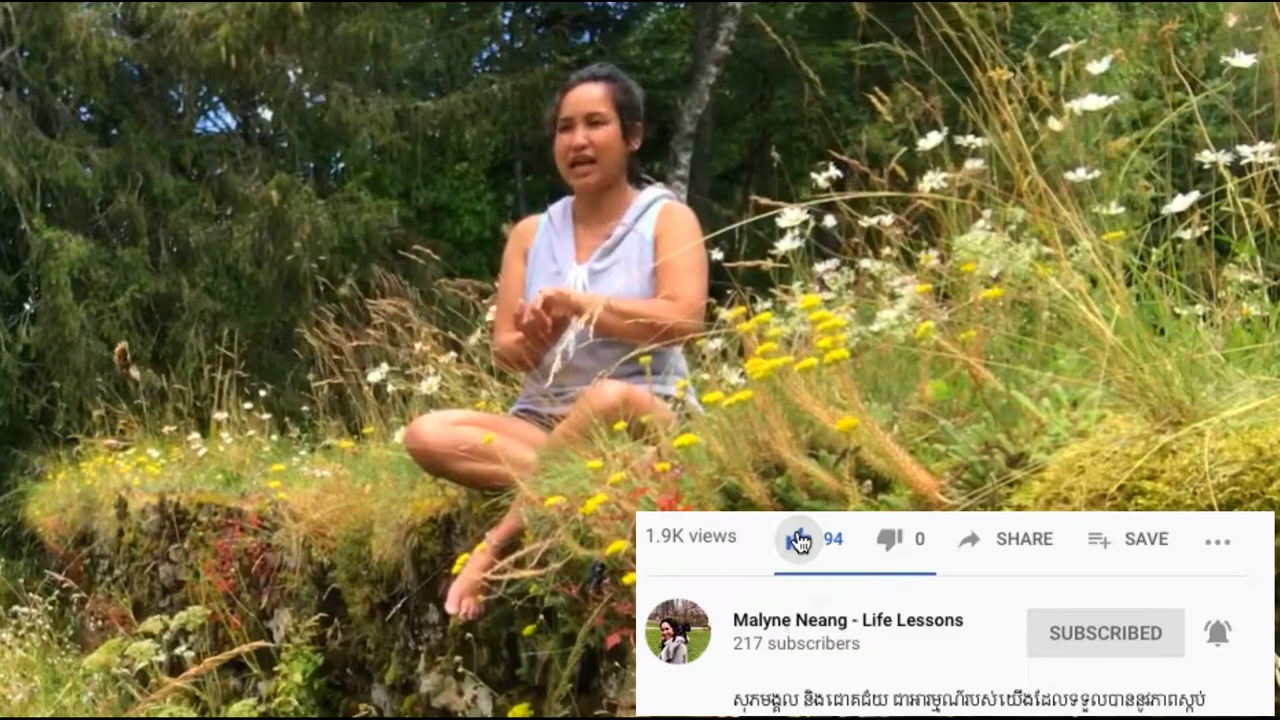 1.9K views 94 0 SHARE SAVE
Malyne Neang - Life Lessons
217 subscribers
SUBSCRIBED
សុភមង្គល និងជោគជ័យ ជាអារម្មណ៍របស់យើងដែលទទួលបាននូវភាពស្កប់